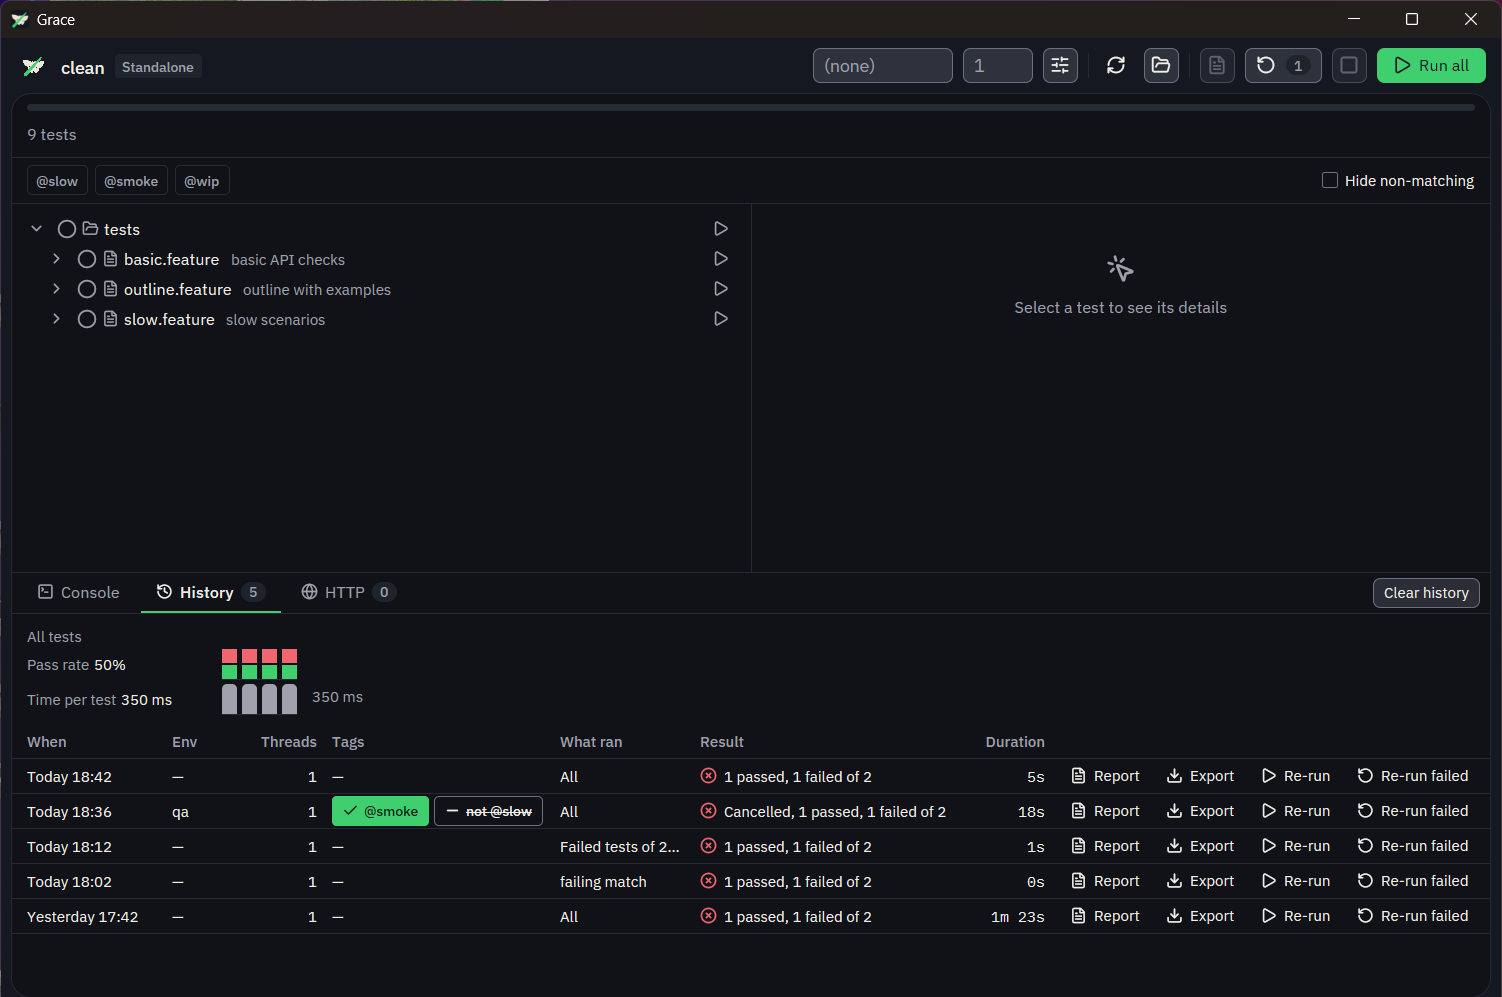 Grace
clean Standalone (none) 1 1 Run all
9 tests
@slow @smoke @wip Hide non-matching
tests
basic.feature basic API checks
outline.feature outline with examples
slow.feature slow scenarios
Select a test to see its details
Console History 5 HTTP 0 Clear history
All tests
Pass rate 50%
Time per test 350 ms 350 ms
When Env Threads Tags What ran Result Duration
Today 18:42 — 1 — All 1 passed, 1 failed of 2 5s Report Export Re-run Re-run failed
Today 18:36 qa 1 @smoke not @slow All Cancelled, 1 passed, 1 failed of 2 18s Report Export Re-run Re-run failed
Today 18:12 — 1 — Failed tests of 2... 1 passed, 1 failed of 2 1s Report Export Re-run Re-run failed
Today 18:02 — 1 — failing match 1 passed, 1 failed of 2 0s Report Export Re-run Re-run failed
Yesterday 17:42 — 1 — All 1 passed, 1 failed of 2 1m 23s Report Export Re-run Re-run failed